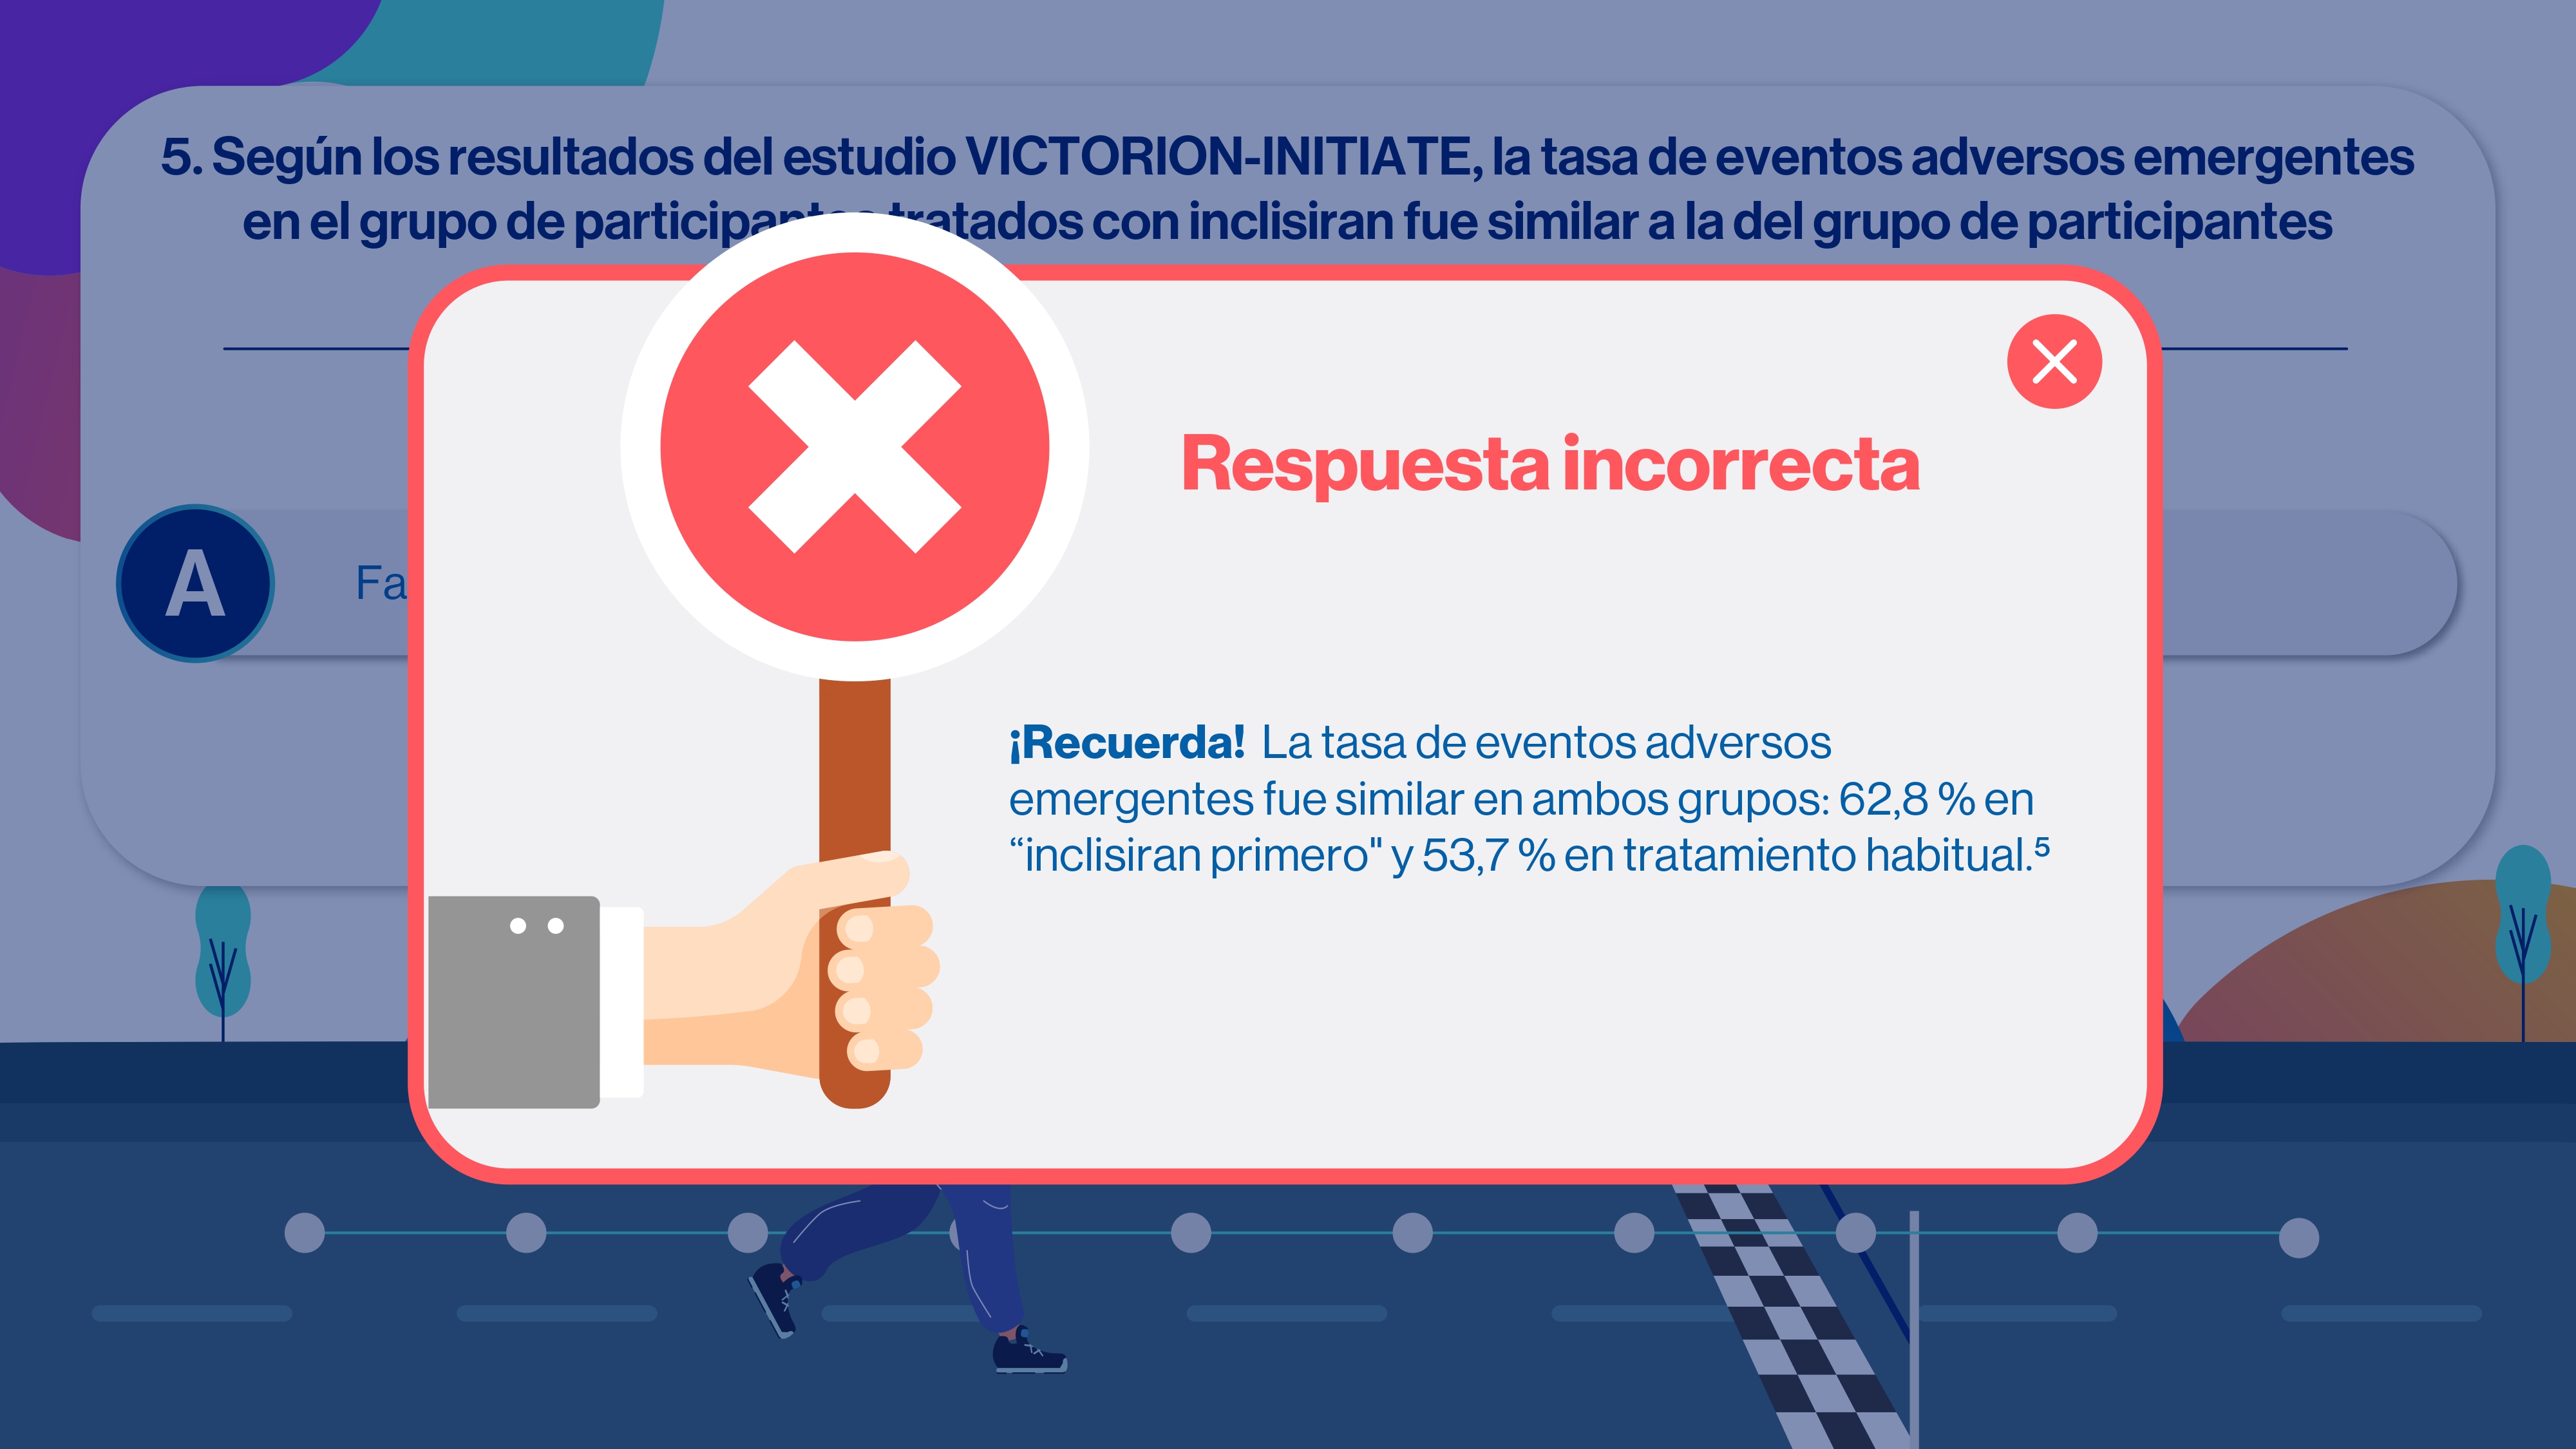 5. Según los resultados del estudio VICTORION-INITIATE, la tasa de eventos adversos emergentes
en el grupo de participantes tratados con inclisiran fue similar a la del grupo de participantes
Respuesta incorrecta
A
Fa
¡Recuerda! La tasa de eventos adversos
emergentes fue similar en ambos grupos: 62,8 % en
“inclisiran primero" y 53,7 % en tratamiento habitual.⁵